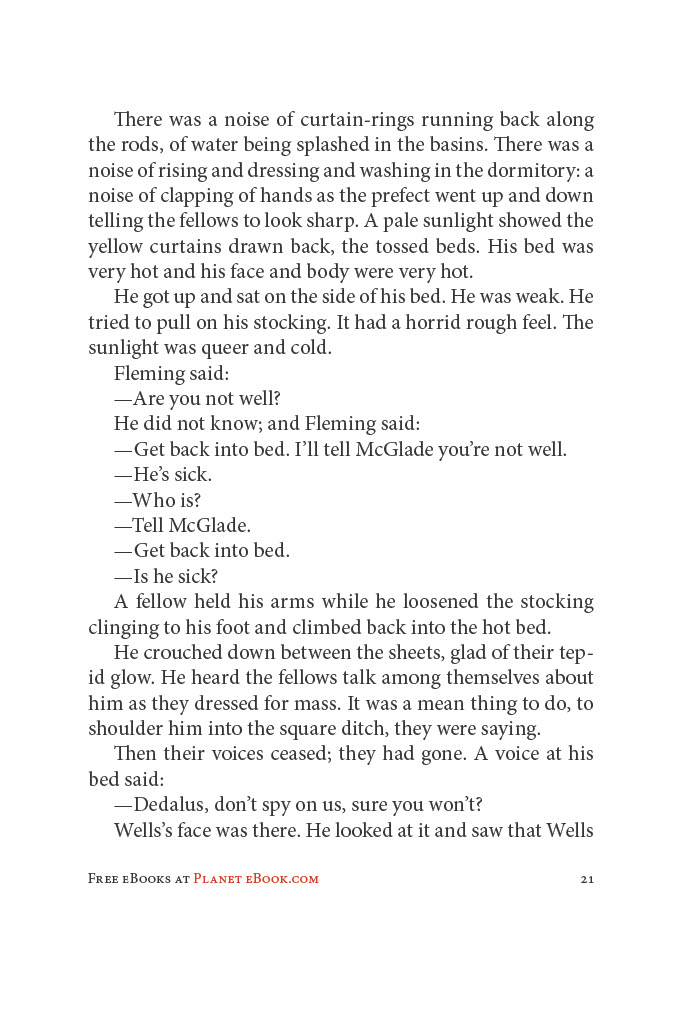 There was a noise of curtain-rings running back along
the rods, of water being splashed in the basins. There was a
noise of rising and dressing and washing in the dormitory: a
noise of clapping of hands as the prefect went up and down
telling the fellows to look sharp. A pale sunlight showed the
yellow curtains drawn back, the tossed beds. His bed was
very hot and his face and body were very hot.
He got up and sat on the side of his bed. He was weak. He
tried to pull on his stocking. It had a horrid rough feel. The
sunlight was queer and cold.
Fleming said:
—Are you not well?
He did not know; and Fleming said:
—Get back into bed. I’ll tell McGlade you’re not well.
—He’s sick.
—Who is?
—Tell McGlade.
—Get back into bed.
—Is he sick?
A fellow held his arms while he loosened the stocking
clinging to his foot and climbed back into the hot bed.
He crouched down between the sheets, glad of their tep-
id glow. He heard the fellows talk among themselves about
him as they dressed for mass. It was a mean thing to do, to
shoulder him into the square ditch, they were saying.
Then their voices ceased; they had gone. A voice at his
bed said:
—Dedalus, don’t spy on us, sure you won’t?
Wells’s face was there. He looked at it and saw that Wells
Free eBooks at Planet eBook.com 21